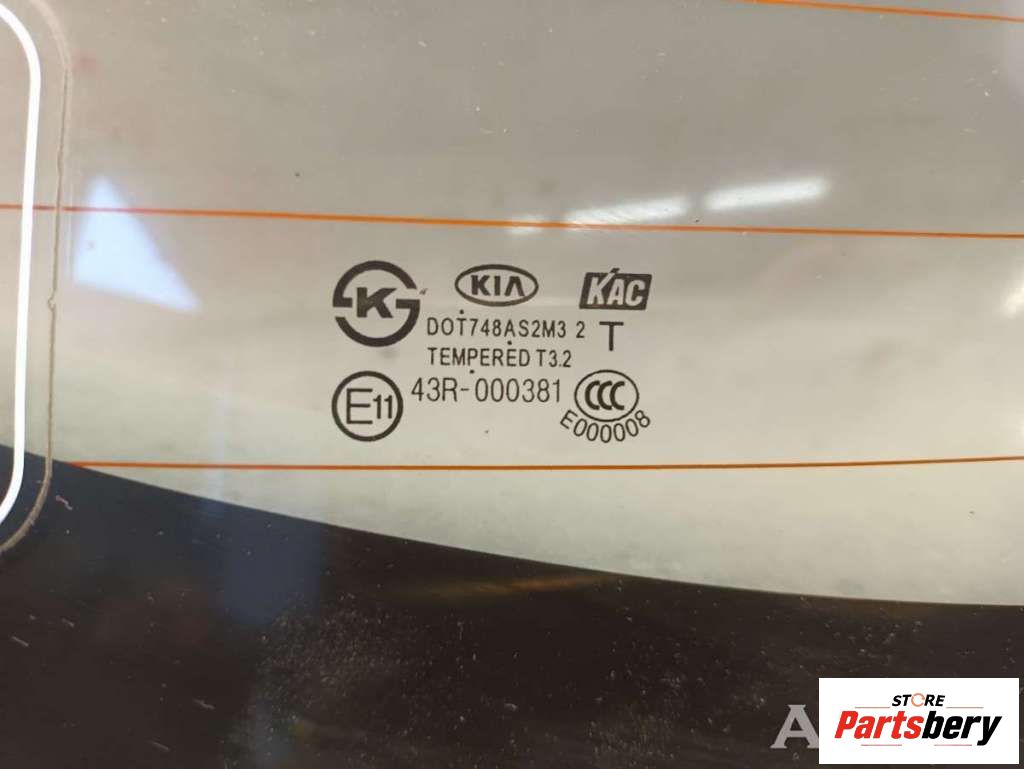 K
KIA
KAC
DOT748AS2M3 2
T
TEMPERED T3.2
E11
43R-000381
CCC
E000008
A
STORE
Partsbery